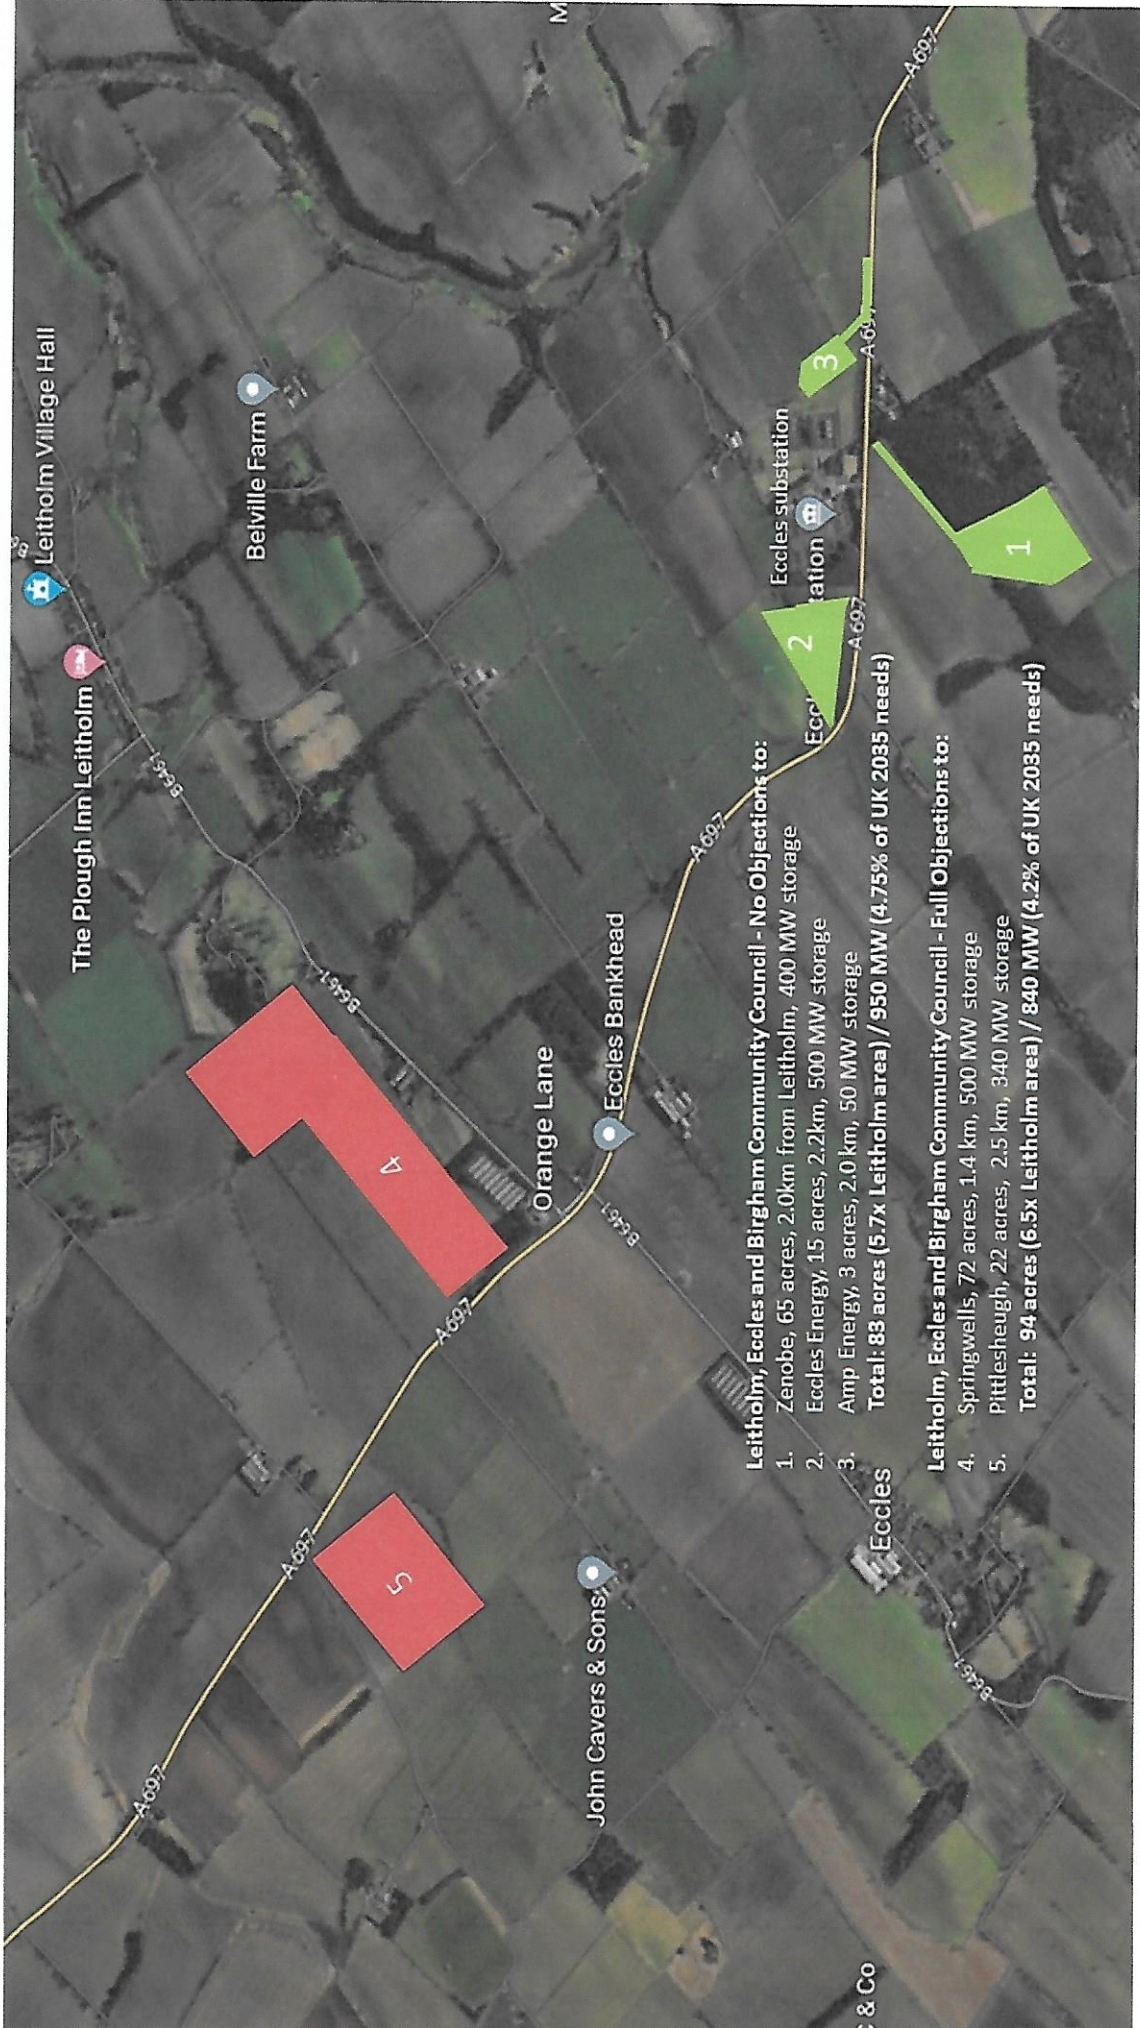 M
Leitholm Village Hall
The Plough Inn Leitholm
Belville Farm
B6461
B6461
Orange Lane
Eccles Bankhead
Eccles substation
3
2
1
4
5
A697
A697
A697
A697
A697
A697
A697
B6461
B6461
John Cavers & Sons
Eccles
& Co
Leitholm, Eccles and Birgham Community Council - No Objections to:
1. Zenobe, 65 acres, 2.0km from Leitholm, 400 MW storage
2. Eccles Energy, 15 acres, 2.2km, 500 MW storage
3. Amp Energy, 3 acres, 2.0 km, 50 MW storage
Total: 83 acres (5.7x Leitholm area) / 950 MW (4.75% of UK 2035 needs)
Leitholm, Eccles and Birgham Community Council - Full Objections to:
4. Springwells, 72 acres, 1.4 km, 500 MW storage
5. Pittlesheugh, 22 acres, 2.5 km, 340 MW storage
Total: 94 acres (6.5x Leitholm area) / 840 MW (4.2% of UK 2035 needs)